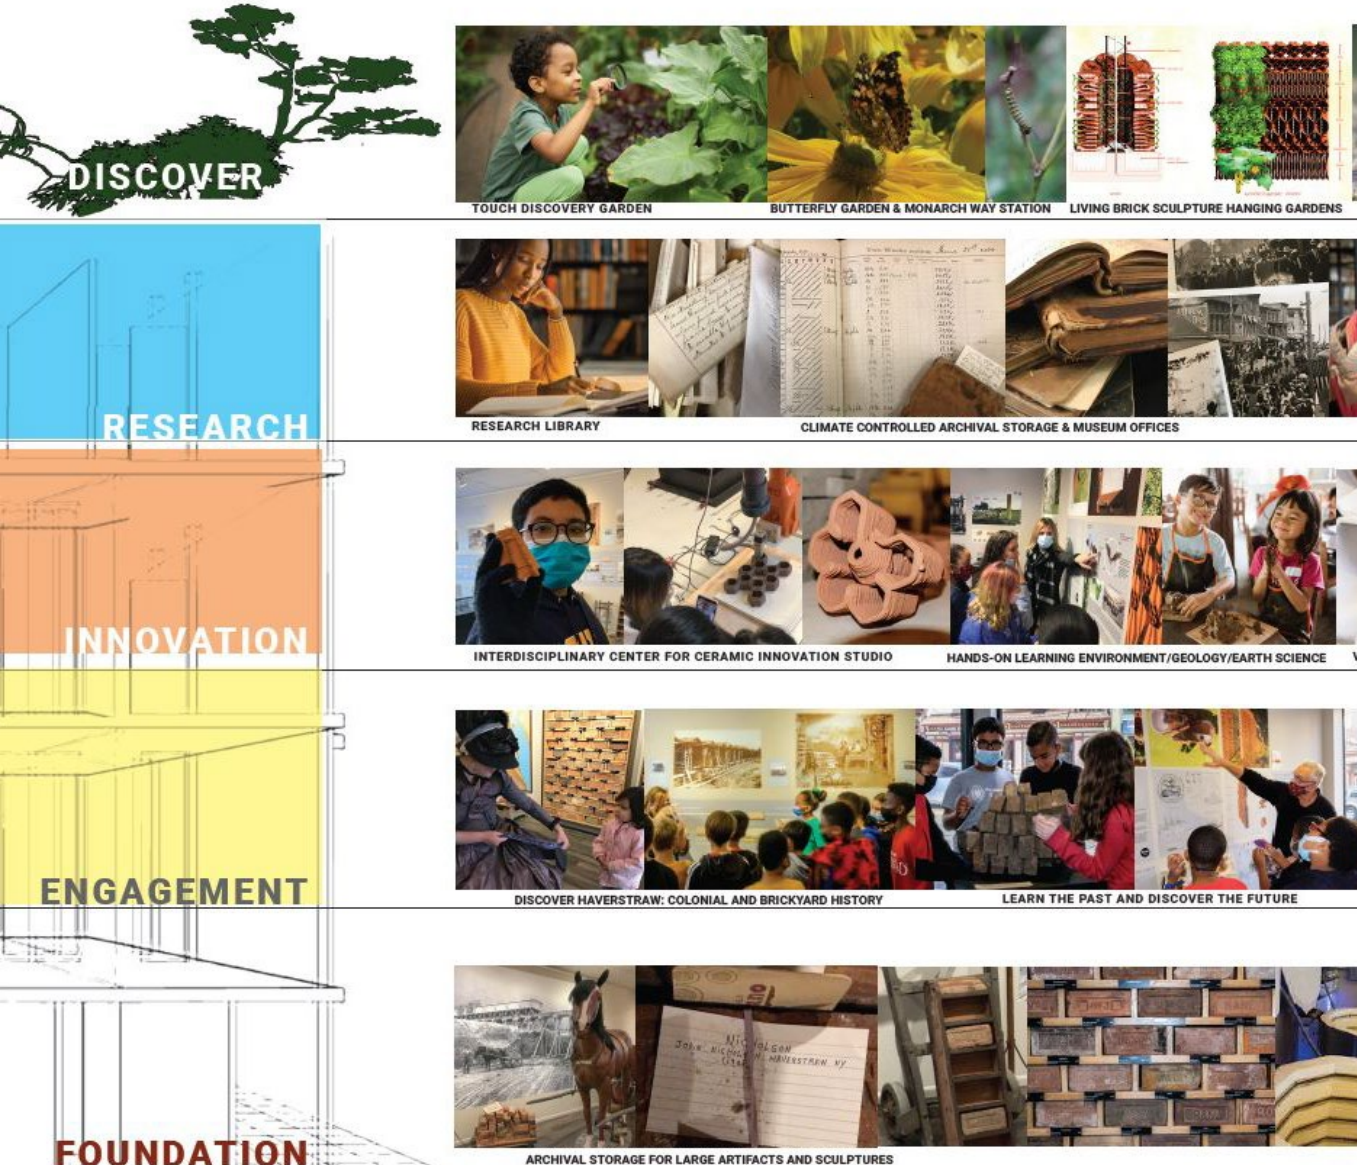 DISCOVER
TOUCH DISCOVERY GARDEN
BUTTERFLY GARDEN & MONARCH WAY STATION
LIVING BRICK SCULPTURE HANGING GARDENS
RESEARCH
RESEARCH LIBRARY
CLIMATE CONTROLLED ARCHIVAL STORAGE & MUSEUM OFFICES
INNOVATION
INTERDISCIPLINARY CENTER FOR CERAMIC INNOVATION STUDIO
HANDS-ON LEARNING ENVIRONMENT/GEOLOGY/EARTH SCIENCE
ENGAGEMENT
DISCOVER HAVERSTRAW: COLONIAL AND BRICKYARD HISTORY
LEARN THE PAST AND DISCOVER THE FUTURE
NICHOLSON
HAVERSTRAW NY
FOUNDATION
ARCHIVAL STORAGE FOR LARGE ARTIFACTS AND SCULPTURES